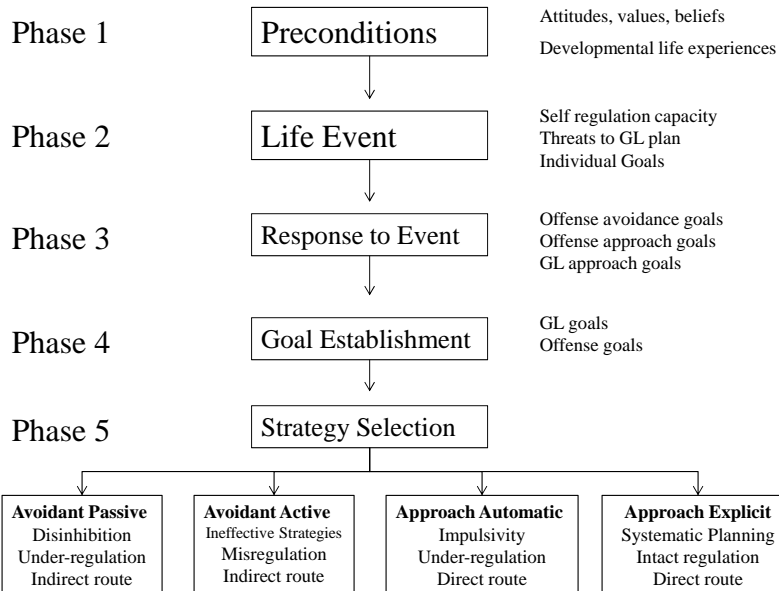 Phase 1
Preconditions
Attitudes, values, beliefs
Developmental life experiences
Phase 2
Life Event
Self regulation capacity
Threats to GL plan
Individual Goals
Phase 3
Response to Event
Offense avoidance goals
Offense approach goals
GL approach goals
Phase 4
Goal Establishment
GL goals
Offense goals
Phase 5
Strategy Selection
Avoidant Passive
Disinhibition
Under-regulation
Indirect route
Avoidant Active
Ineffective Strategies
Misregulation
Indirect route
Approach Automatic
Impulsivity
Under-regulation
Direct route
Approach Explicit
Systematic Planning
Intact regulation
Direct route